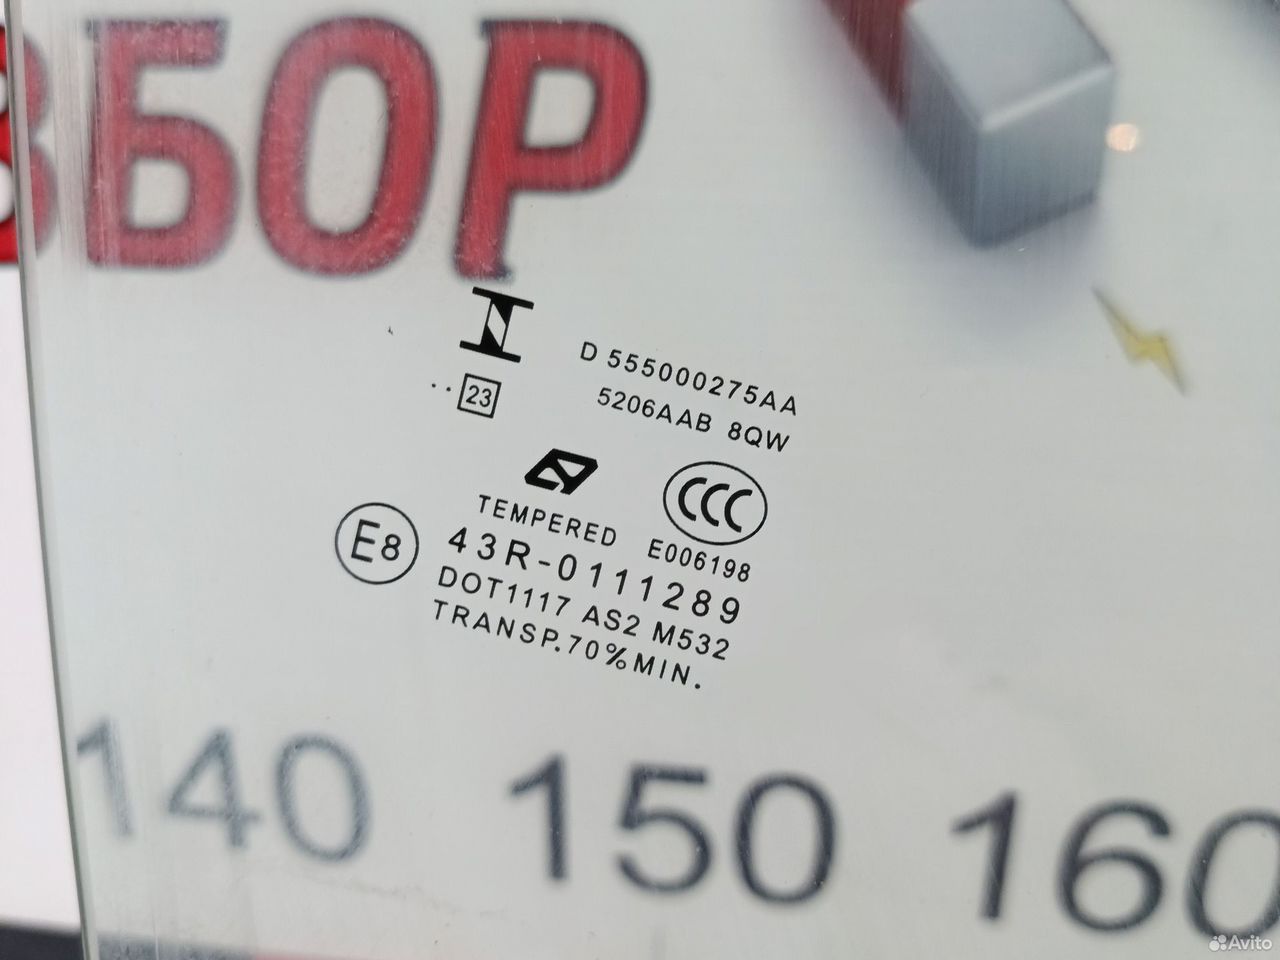 ЗБОР
D 555000275AA
5206AAB 8QW
23
TEMPERED
CCC
E006198
E8
43R-0111289
DOT1117 AS2 M532
TRANSP.70%MIN.
140 150 160
Avito